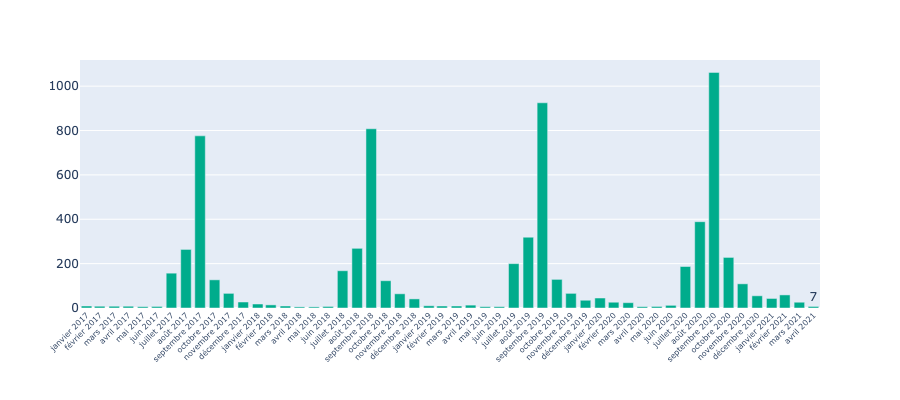 1000
800
600
400
200
0
7
janvier 2017
février 2017
mars 2017
avril 2017
mai 2017
juin 2017
juillet 2017
août 2017
septembre 2017
octobre 2017
novembre 2017
décembre 2017
janvier 2018
février 2018
mars 2018
avril 2018
mai 2018
juin 2018
juillet 2018
août 2018
septembre 2018
octobre 2018
novembre 2018
décembre 2018
janvier 2019
février 2019
mars 2019
avril 2019
mai 2019
juin 2019
juillet 2019
août 2019
septembre 2019
octobre 2019
novembre 2019
décembre 2019
janvier 2020
février 2020
mars 2020
avril 2020
mai 2020
juin 2020
juillet 2020
août 2020
septembre 2020
octobre 2020
novembre 2020
décembre 2020
janvier 2021
février 2021
mars 2021
avril 2021